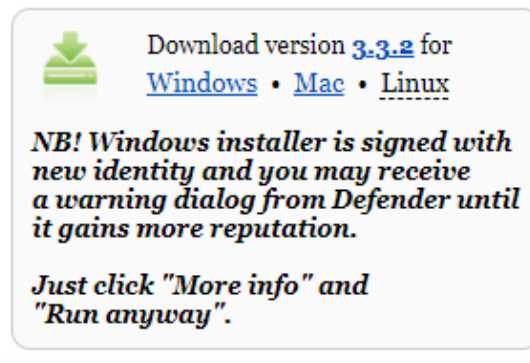 Download version 3.3.2 for
Windows • Mac • Linux
NB! Windows installer is signed with
new identity and you may receive
a warning dialog from Defender until
it gains more reputation.
Just click "More info" and
"Run anyway".